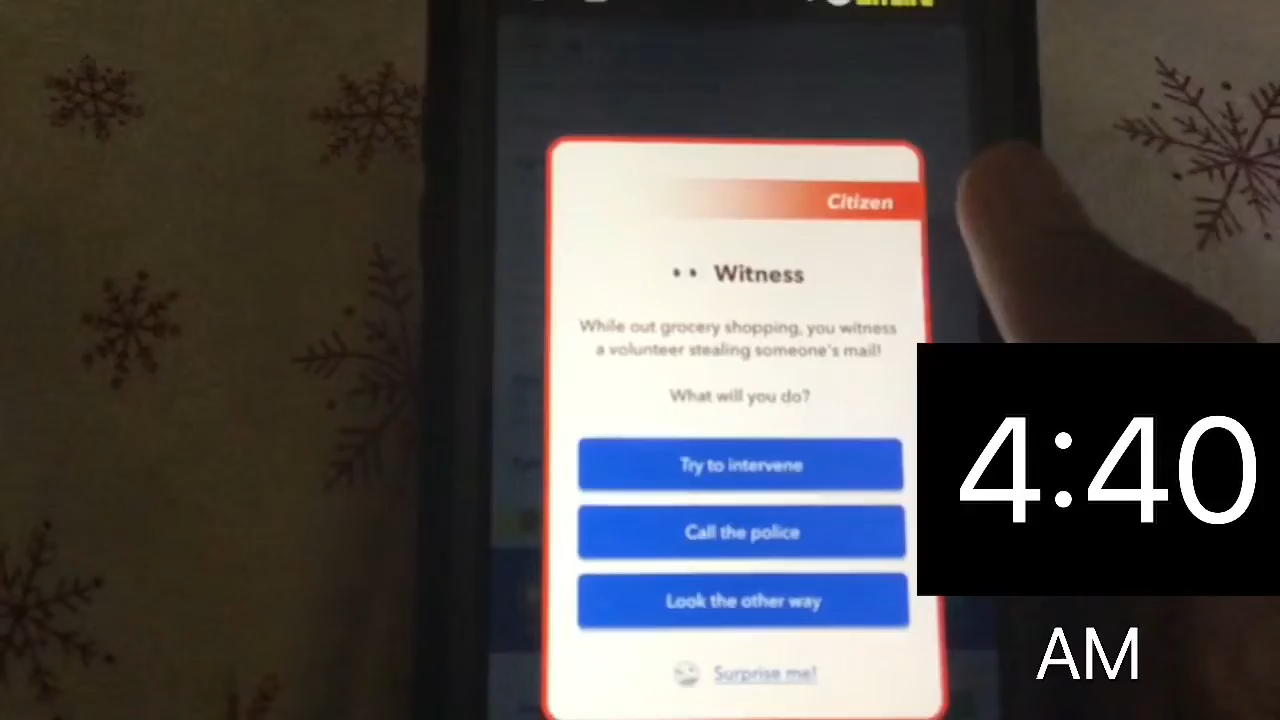 Citizen
Witness
While out grocery shopping, you witness
a volunteer stealing someone's mail!
What will you do?
Try to intervene
Call the police
Look the other way
Surprise me!
4:40
AM